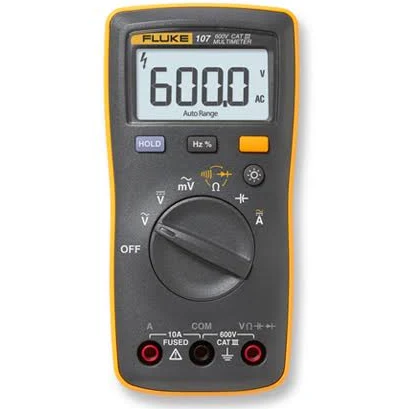 FLUKE 107 600V CAT III
MULTIMETER
600.0 V
AC
Auto Range
HOLD Hz %
mV Ω
V
V A
OFF
A COM VΩ
10A 600V
FUSED CAT III